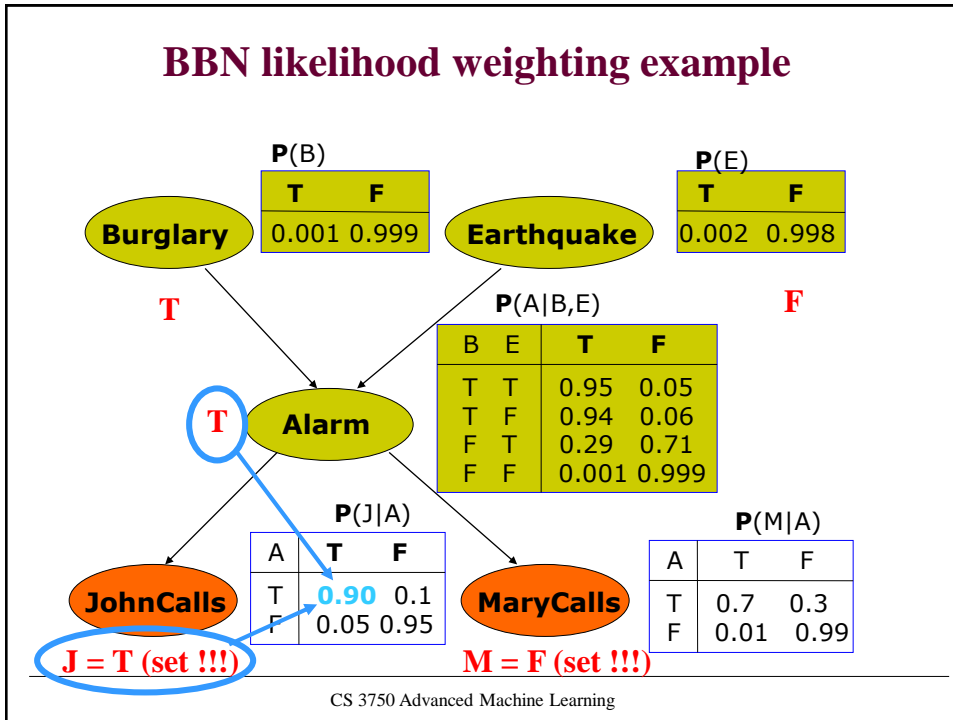 BBN likelihood weighting example
P(B)
T F
0.001 0.999
P(E)
T F
0.002 0.998
Burglary
Earthquake
T
F
P(A|B,E)
B E T F
T T 0.95 0.05
T F 0.94 0.06
F T 0.29 0.71
F F 0.001 0.999
T
Alarm
P(J|A)
A T F
T 0.90 0.1
F 0.05 0.95
P(M|A)
A T F
T 0.7 0.3
F 0.01 0.99
JohnCalls
MaryCalls
J = T (set !!!)
M = F (set !!!)
CS 3750 Advanced Machine Learning